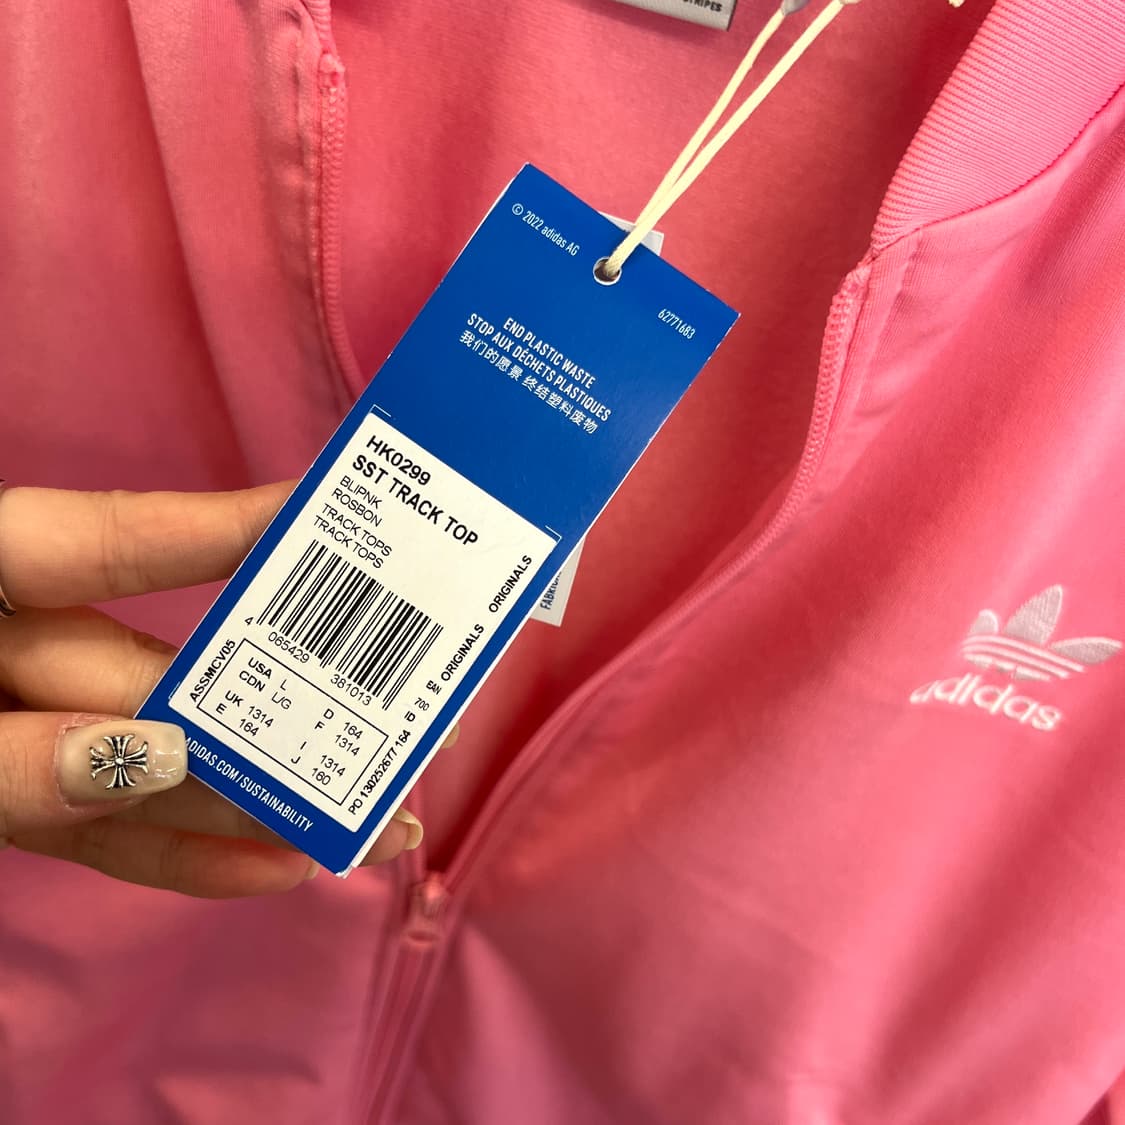 STRIPES
© 2022 adidas AG
62771683
END PLASTIC WASTE
STOP AUX DÉCHETS PLASTIQUES
我们的愿景 终结塑料废物
HK0299
SST TRACK TOP
BLIPNK
ROSBON
TRACK TOPS
TRACK TOPS
ORIGINALS ORIGINALS
4 065429 381013
EAN
700
ID
ASSMCV05
USA L
CDN L/G
UK 1314
E 164
D 164
F 1314
I 1314
J 160
PO 130252677 164
ADIDAS.COM/SUSTAINABILITY
adidas